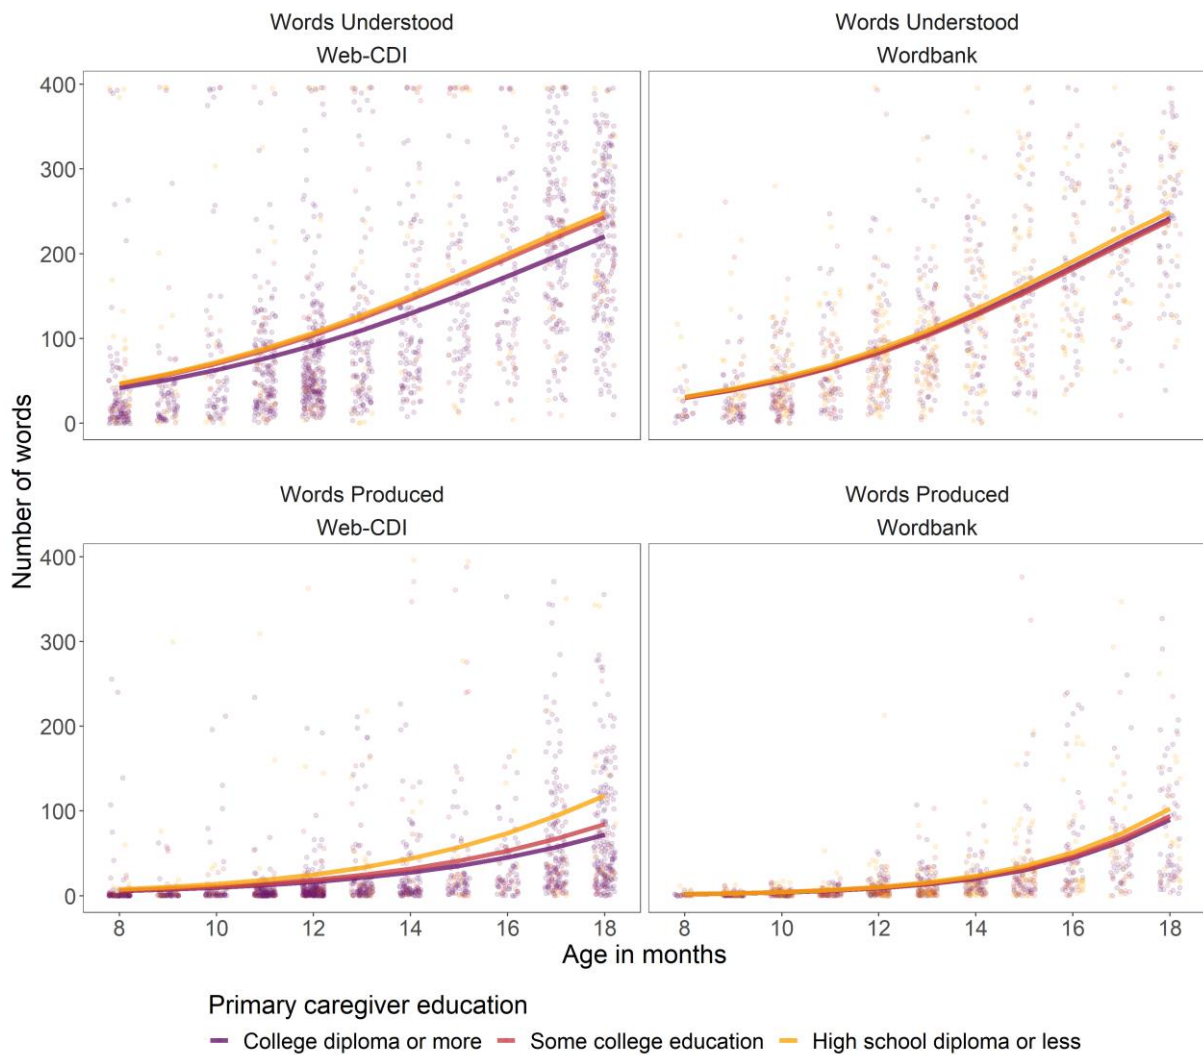 Words Understood
Web-CDI
Words Understood
Wordbank
400
300
200
100
0
Number of words
Words Produced
Web-CDI
Words Produced
Wordbank
400
300
200
100
0
8 10 12 14 16 18 8 10 12 14 16 18
Age in months
Primary caregiver education
College diploma or more Some college education High school diploma or less